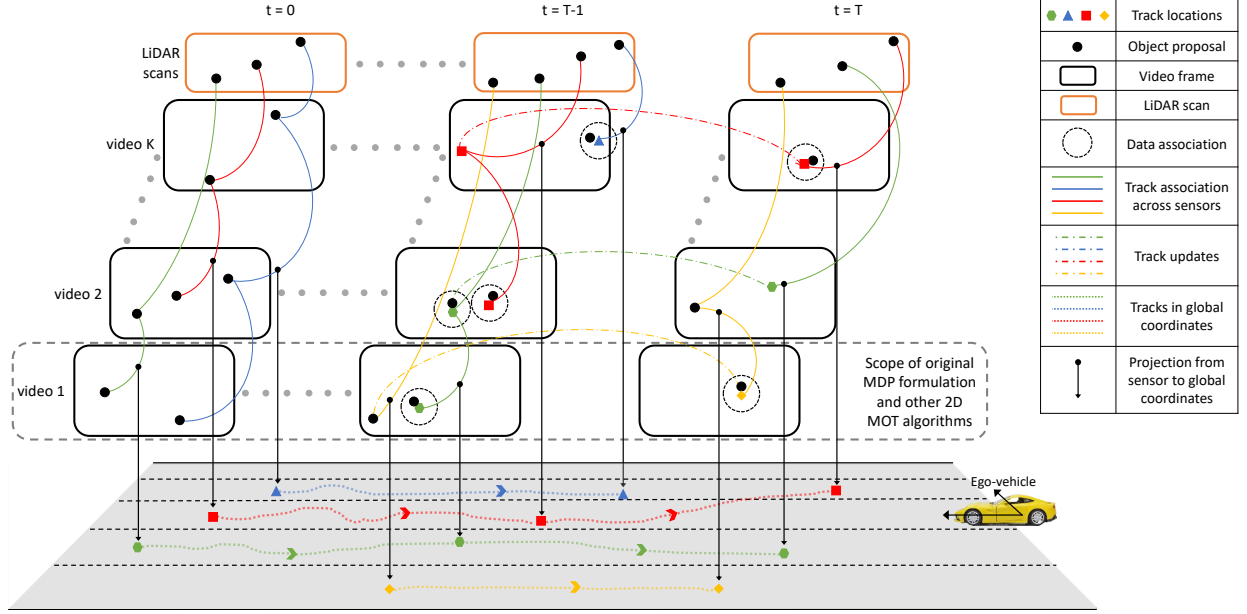 t = 0
t = T-1
t = T
LiDAR
scans
video K
video 2
video 1
Scope of original
MDP formulation
and other 2D
MOT algorithms
Ego-vehicle
Track locations
Object proposal
Video frame
LiDAR scan
Data association
Track association
across sensors
Track updates
Tracks in global
coordinates
Projection from
sensor to global
coordinates